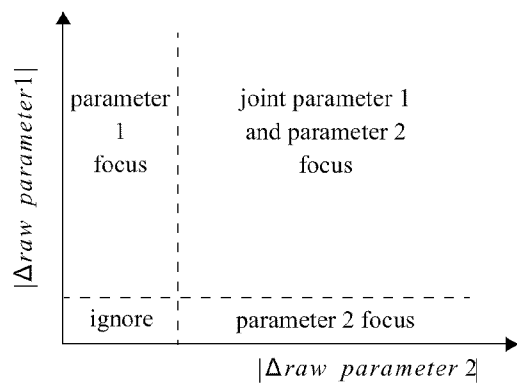 |Δraw parameter1|
parameter
1
focus
joint parameter 1
and parameter 2
focus
ignore
parameter 2 focus
|Δraw parameter 2|